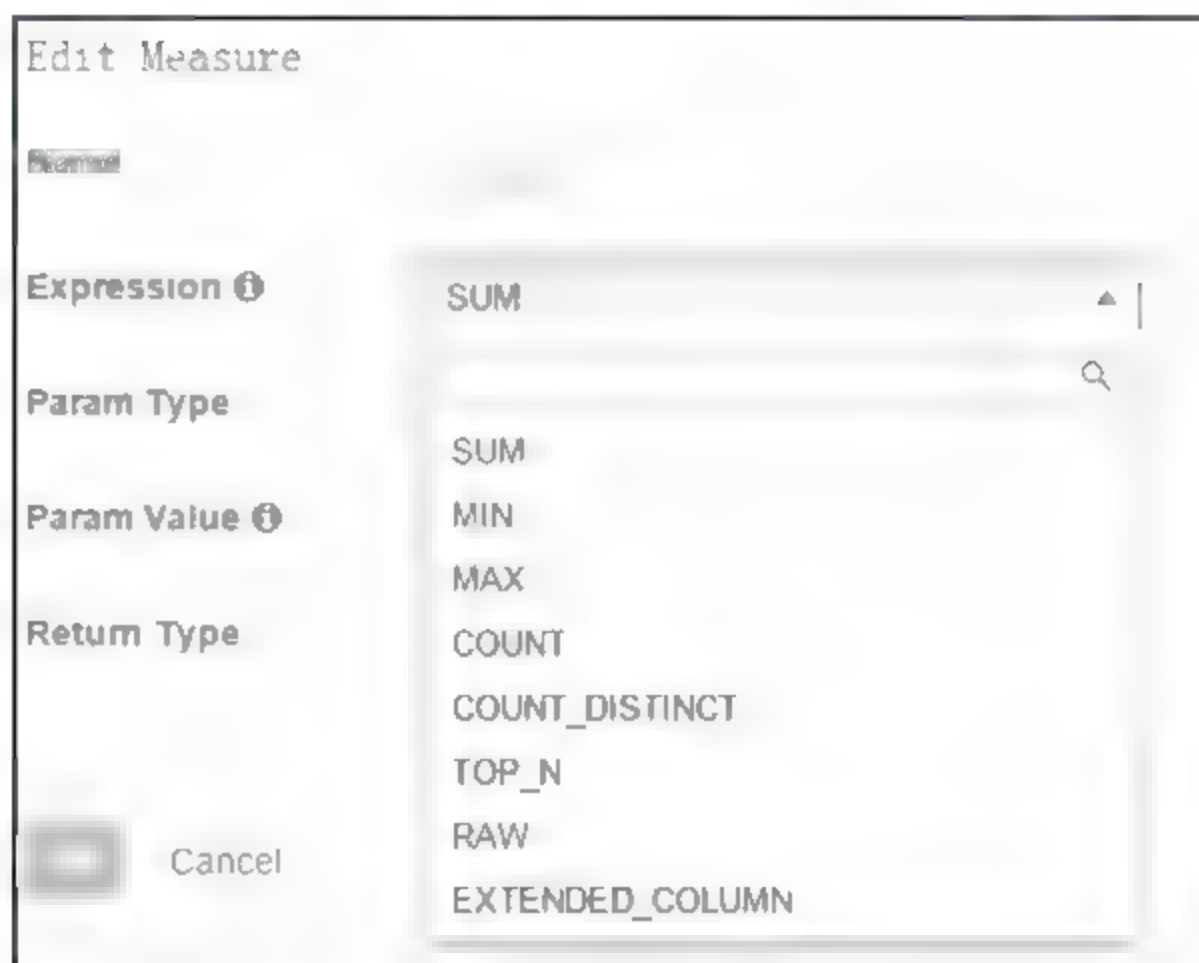 Edit Measure
Expression
SUM
Param Type
SUM
MIN
Param Value
MAX
Return Type
COUNT
COUNT_DISTINCT
TOP_N
RAW
Cancel
EXTENDED_COLUMN